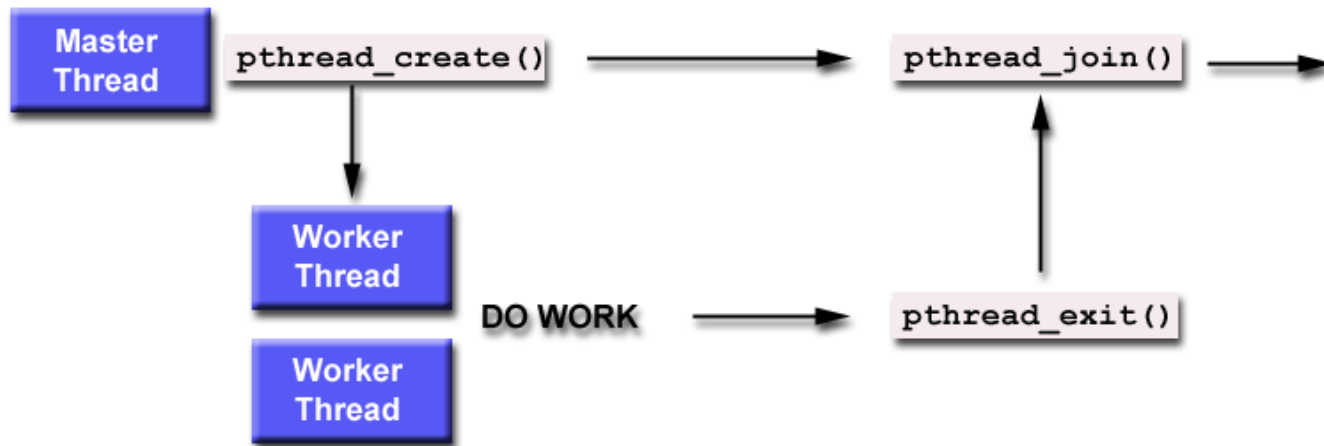 Master
Thread
pthread_create()
pthread_join()
Worker
Thread
DO WORK
pthread_exit()
Worker
Thread